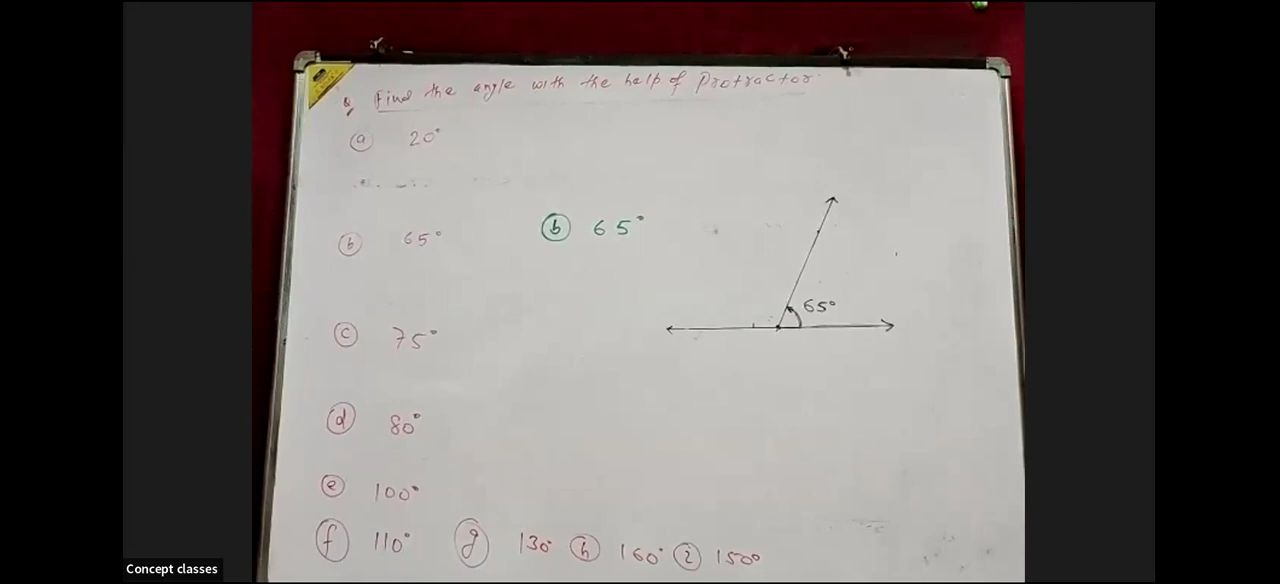 Q Find the angle with the help of Protractor.
a 20°
b 65°
b 65°
65°
c 75°
d 80°
e 100°
f 110° g 130° h 160° i 150°
Concept classes